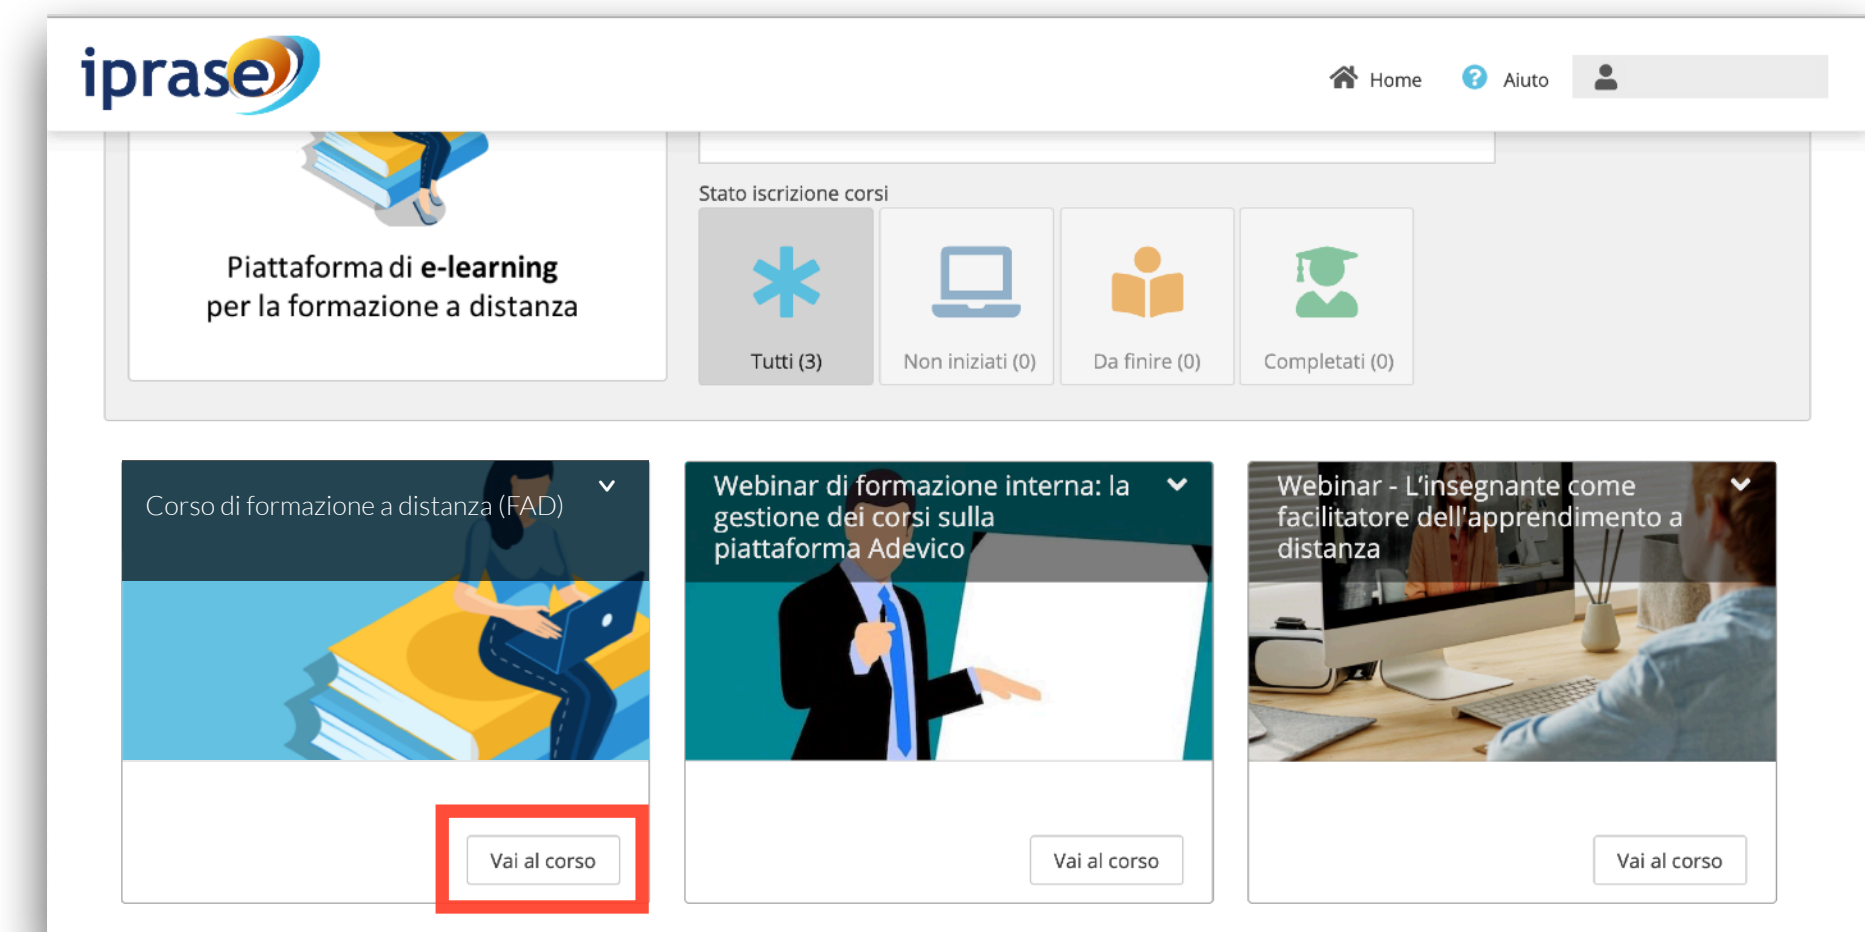 iprase
Home
Aiuto
Stato iscrizione corsi
Piattaforma di e-learning
per la formazione a distanza
Tutti (3)
Non iniziati (0)
Da finire (0)
Completati (0)
Corso di formazione a distanza (FAD)
Webinar di formazione interna: la
gestione dei corsi sulla
piattaforma Adevico
Webinar - L'insegnante come
facilitatore dell'apprendimento a
distanza
Vai al corso
Vai al corso
Vai al corso